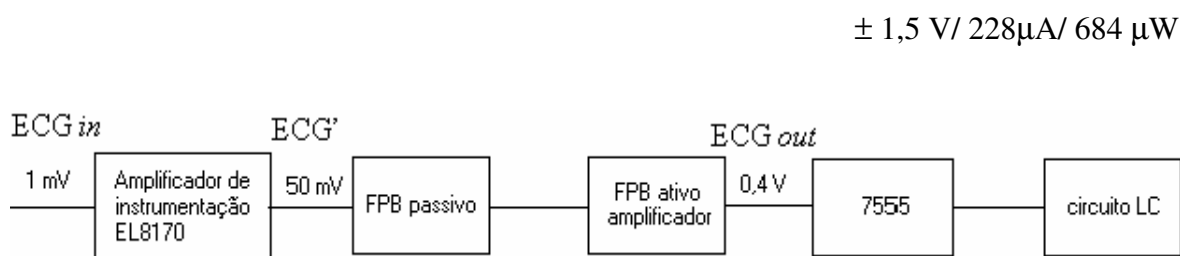 ± 1,5 V/ 228µA/ 684 µW
ECG in
ECG'
ECG out
1 mV
Amplificador de
instrumentação
EL8170
50 mV
FPB passivo
FPB ativo
amplificador
0,4 V
7555
circuito LC